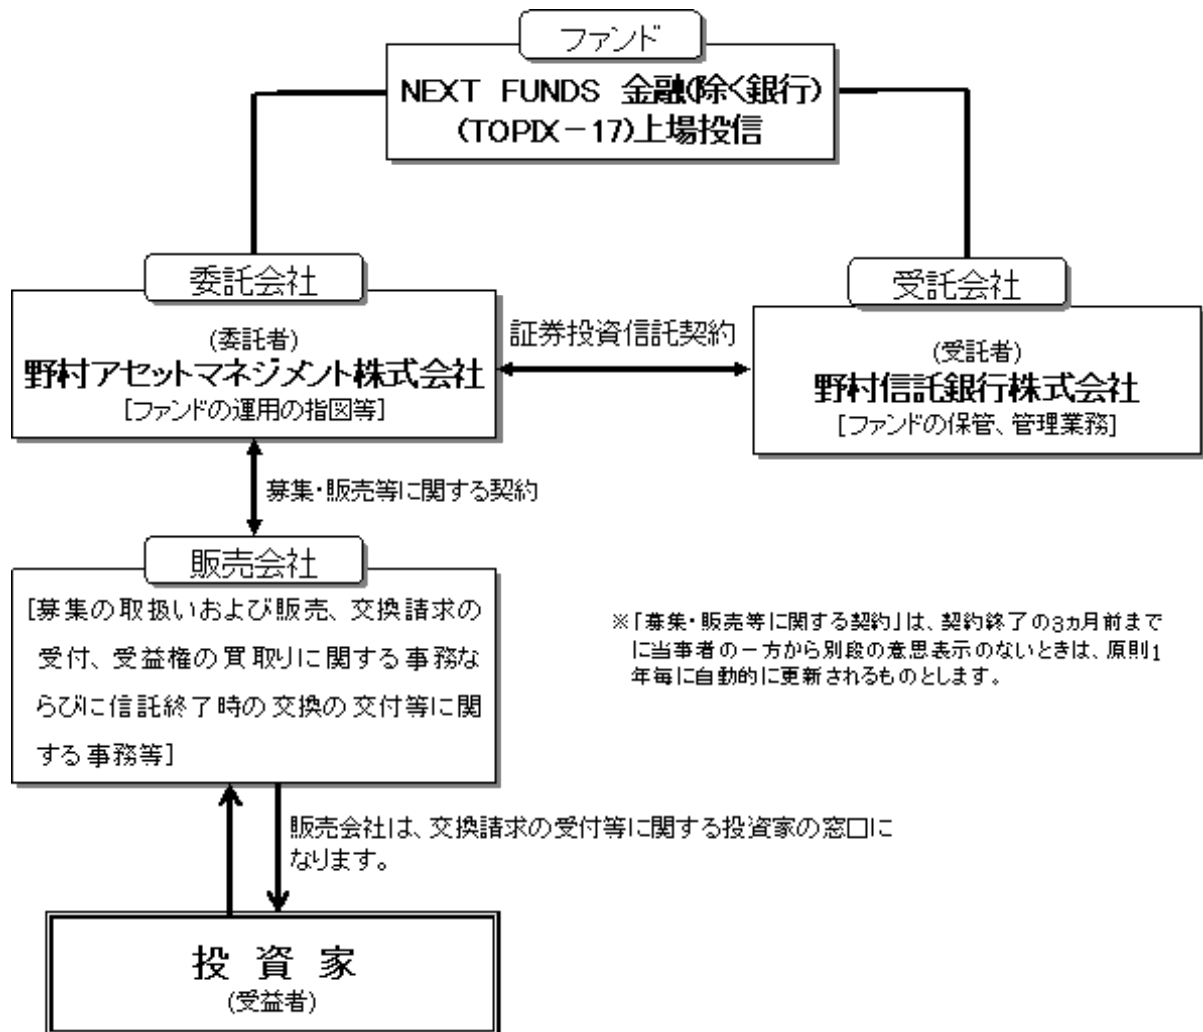 ファンド
NEXT FUNDS 金融(除く銀行)
(TOPIX－17)上場投信
委託会社
(委託者)
野村アセットマネジメント株式会社
[ファンドの運用の指図等]
証券投資信託契約
受託会社
(受託者)
野村信託銀行株式会社
[ファンドの保管、管理業務]
募集・販売等に関する契約
販売会社
[募集の取扱いおよび販売、交換請求の
受付、受益権の買取りに関する事務な
らびに信託終了時の交換の交付等に関
する事務等]
※「募集・販売等に関する契約」は、契約終了の3ヵ月前まで
に当事者の一方から別段の意思表示のないときは、原則1
年毎に自動的に更新されるものとします。
販売会社は、交換請求の受付等に関する投資家の窓口に
なります。
投 資 家
(受益者)